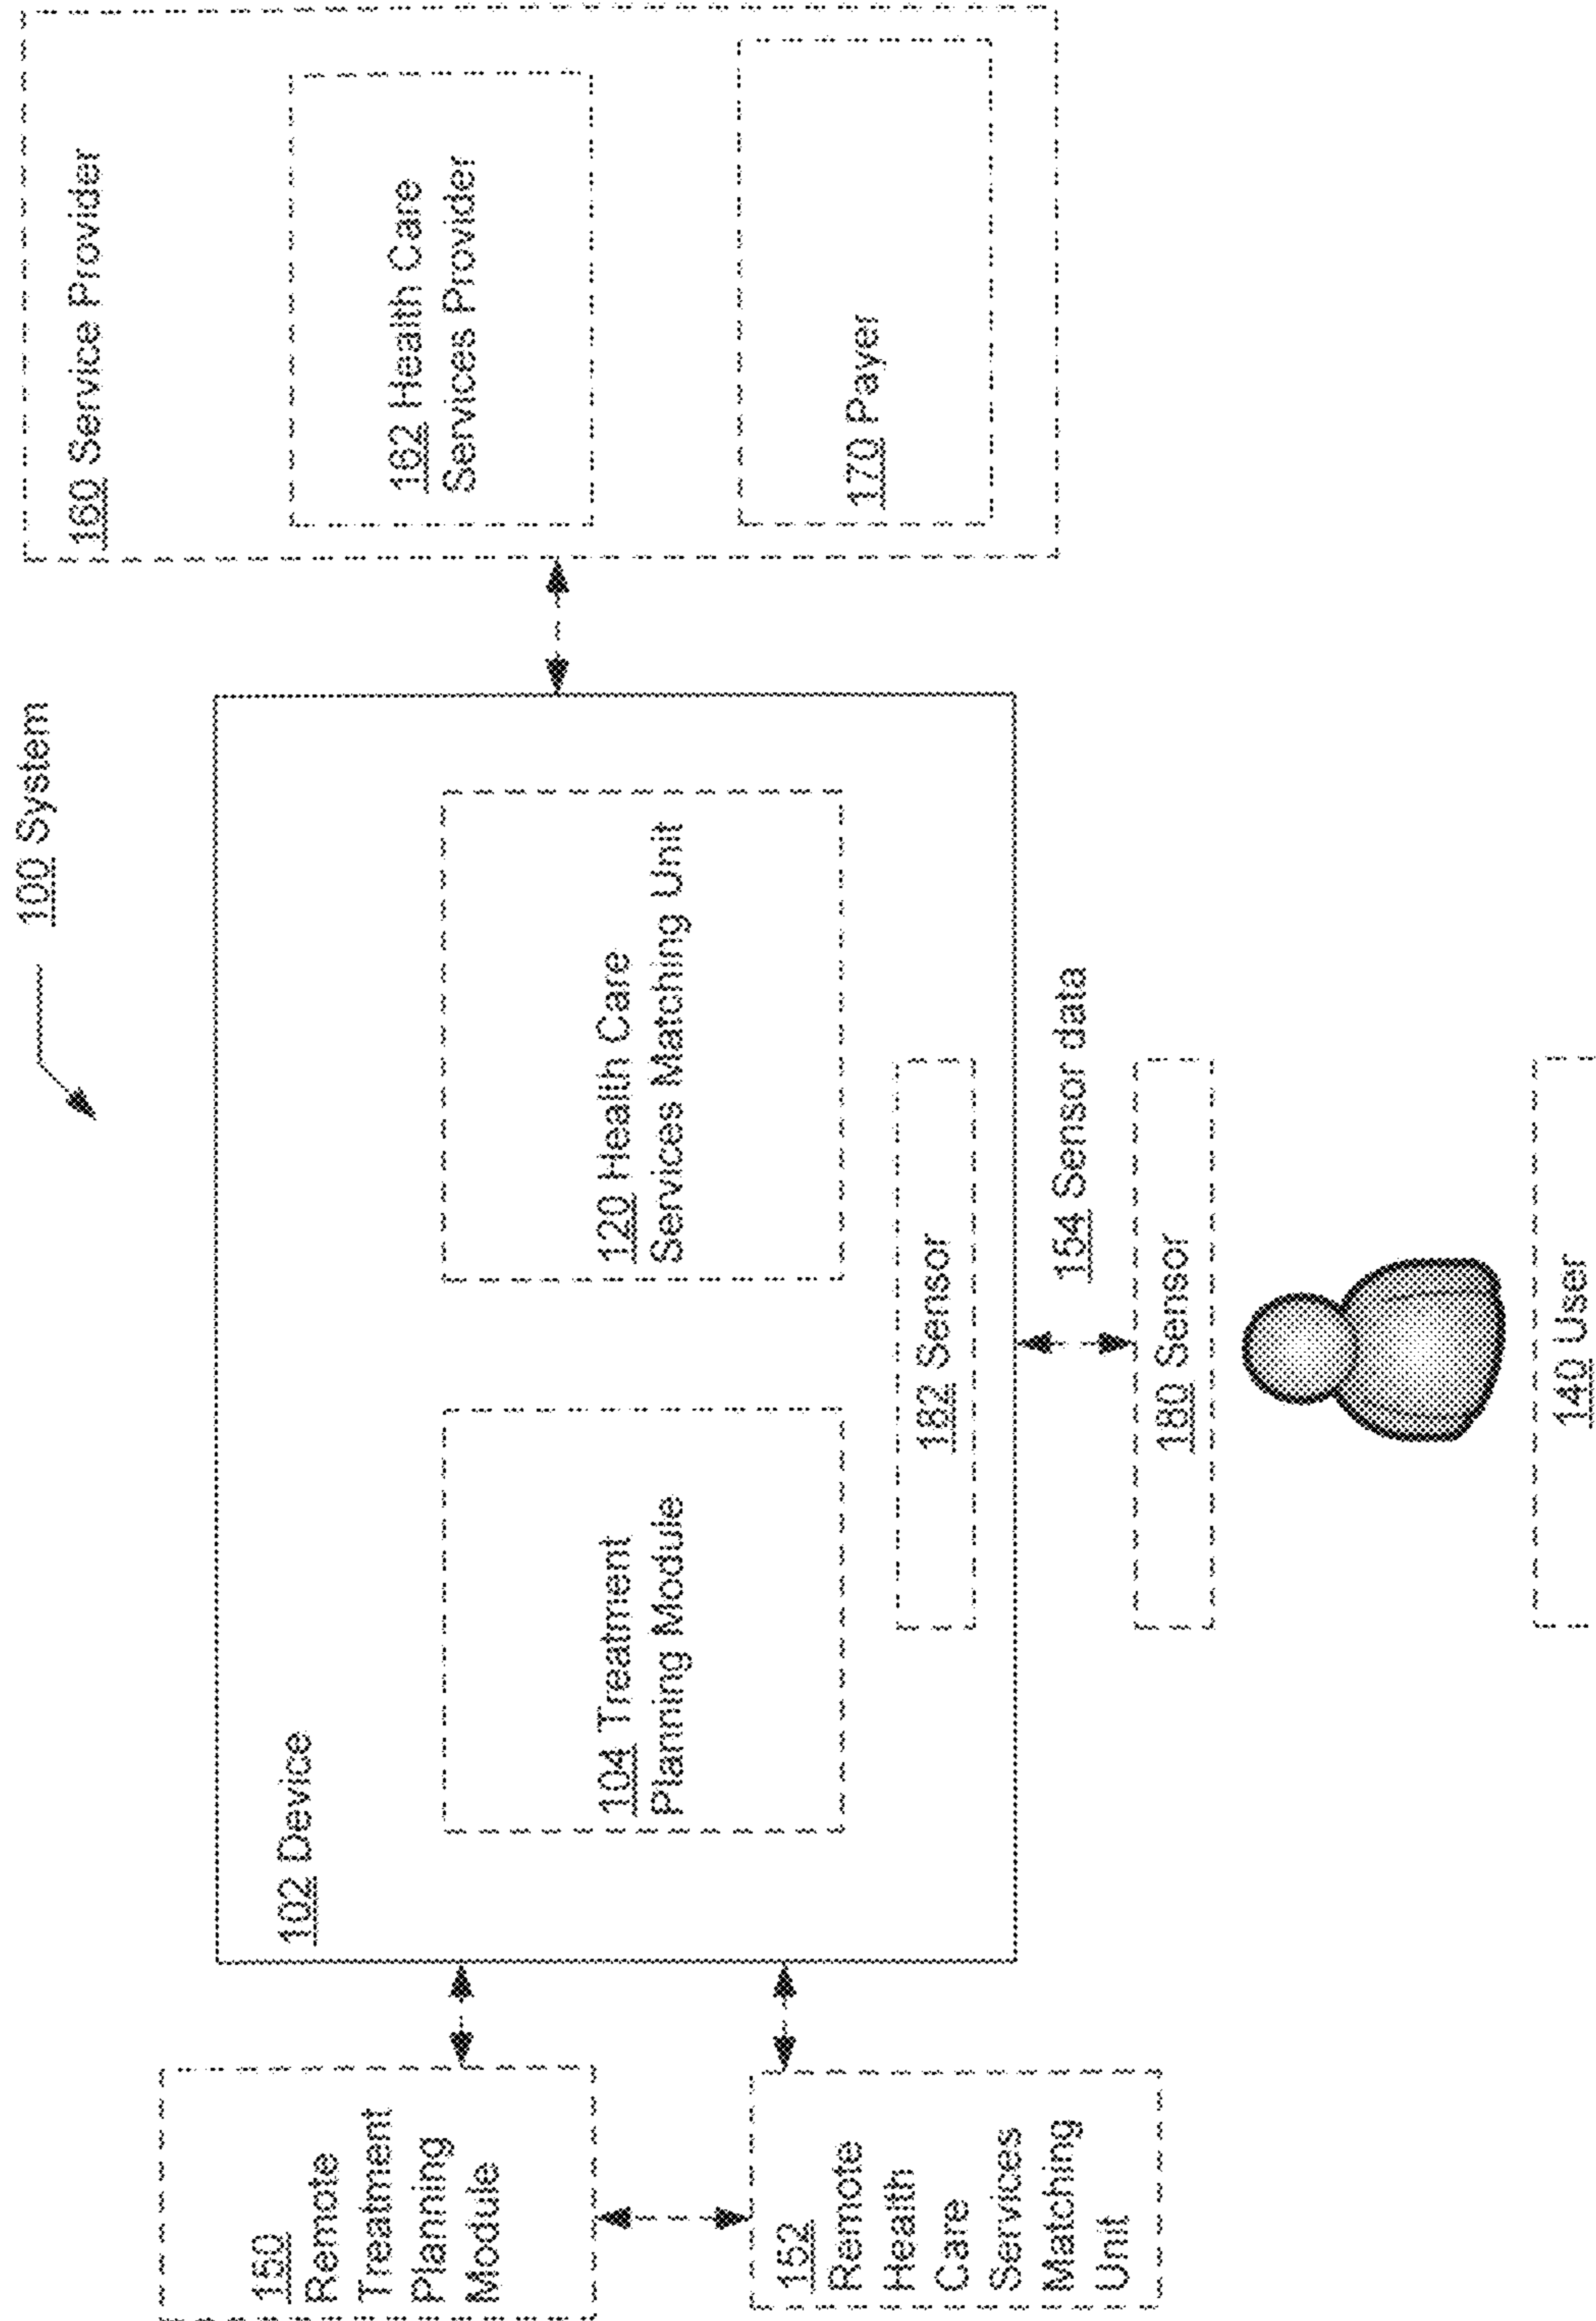 100 System
150
Remote
Treatment
Planning
Module
152
Remote
Health
Care
Services
Matching
Unit
102 Device
104 Treatment
Planning Module
120 Health Care
Services Matching Unit
182 Sensor
154 Sensor data
180 Sensor
140 User
160 Service Provider
162 Health Care
Services Provider
170 Payer